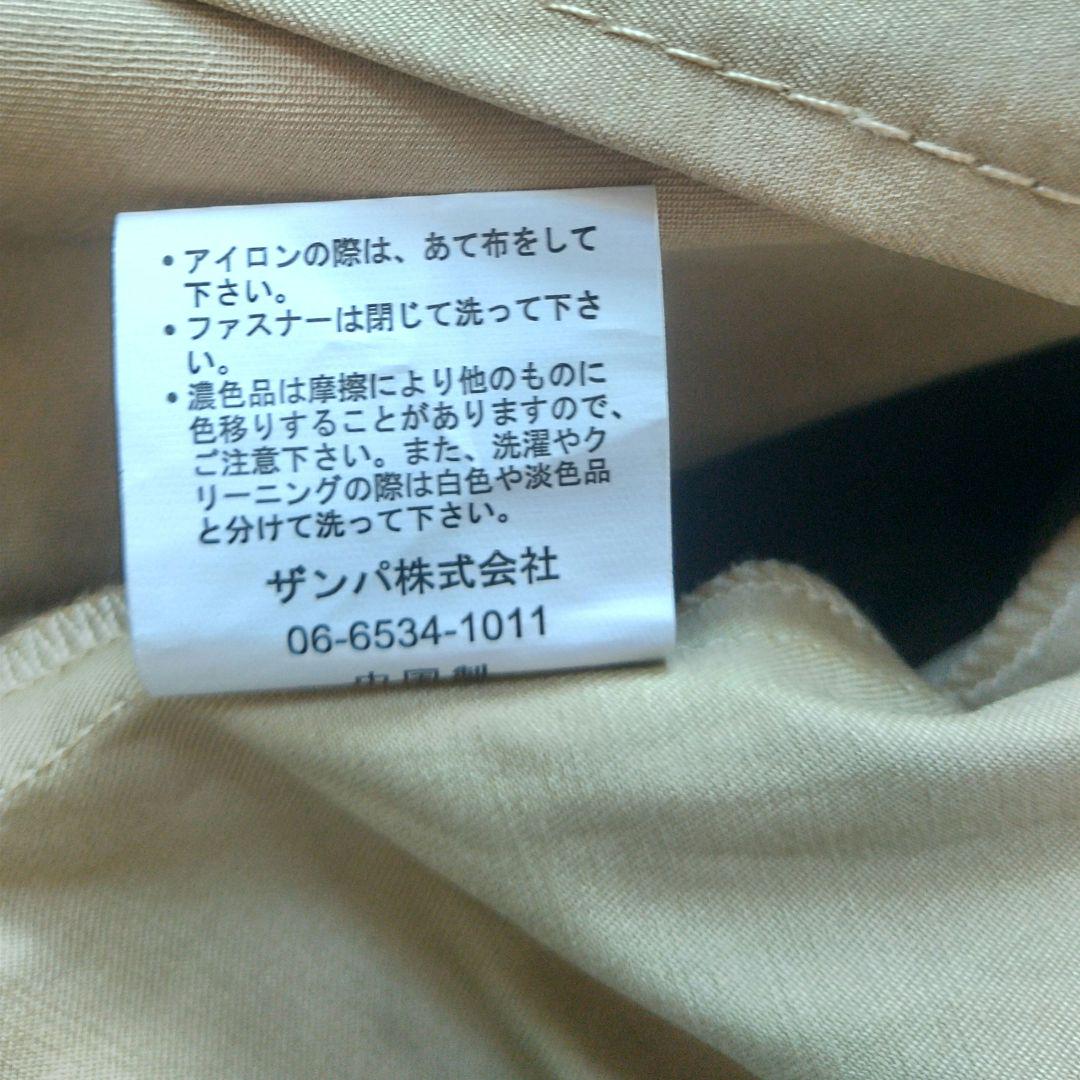 ・アイロンの際は、あて布をして
下さい。
・ファスナーは閉じて洗って下さ
い。
・濃色品は摩擦により他のものに
色移りすることがありますので、
ご注意下さい。また、洗濯やク
リーニングの際は白色や淡色品
と分けて洗って下さい。
ザンパ株式会社
06-6534-1011
中国製